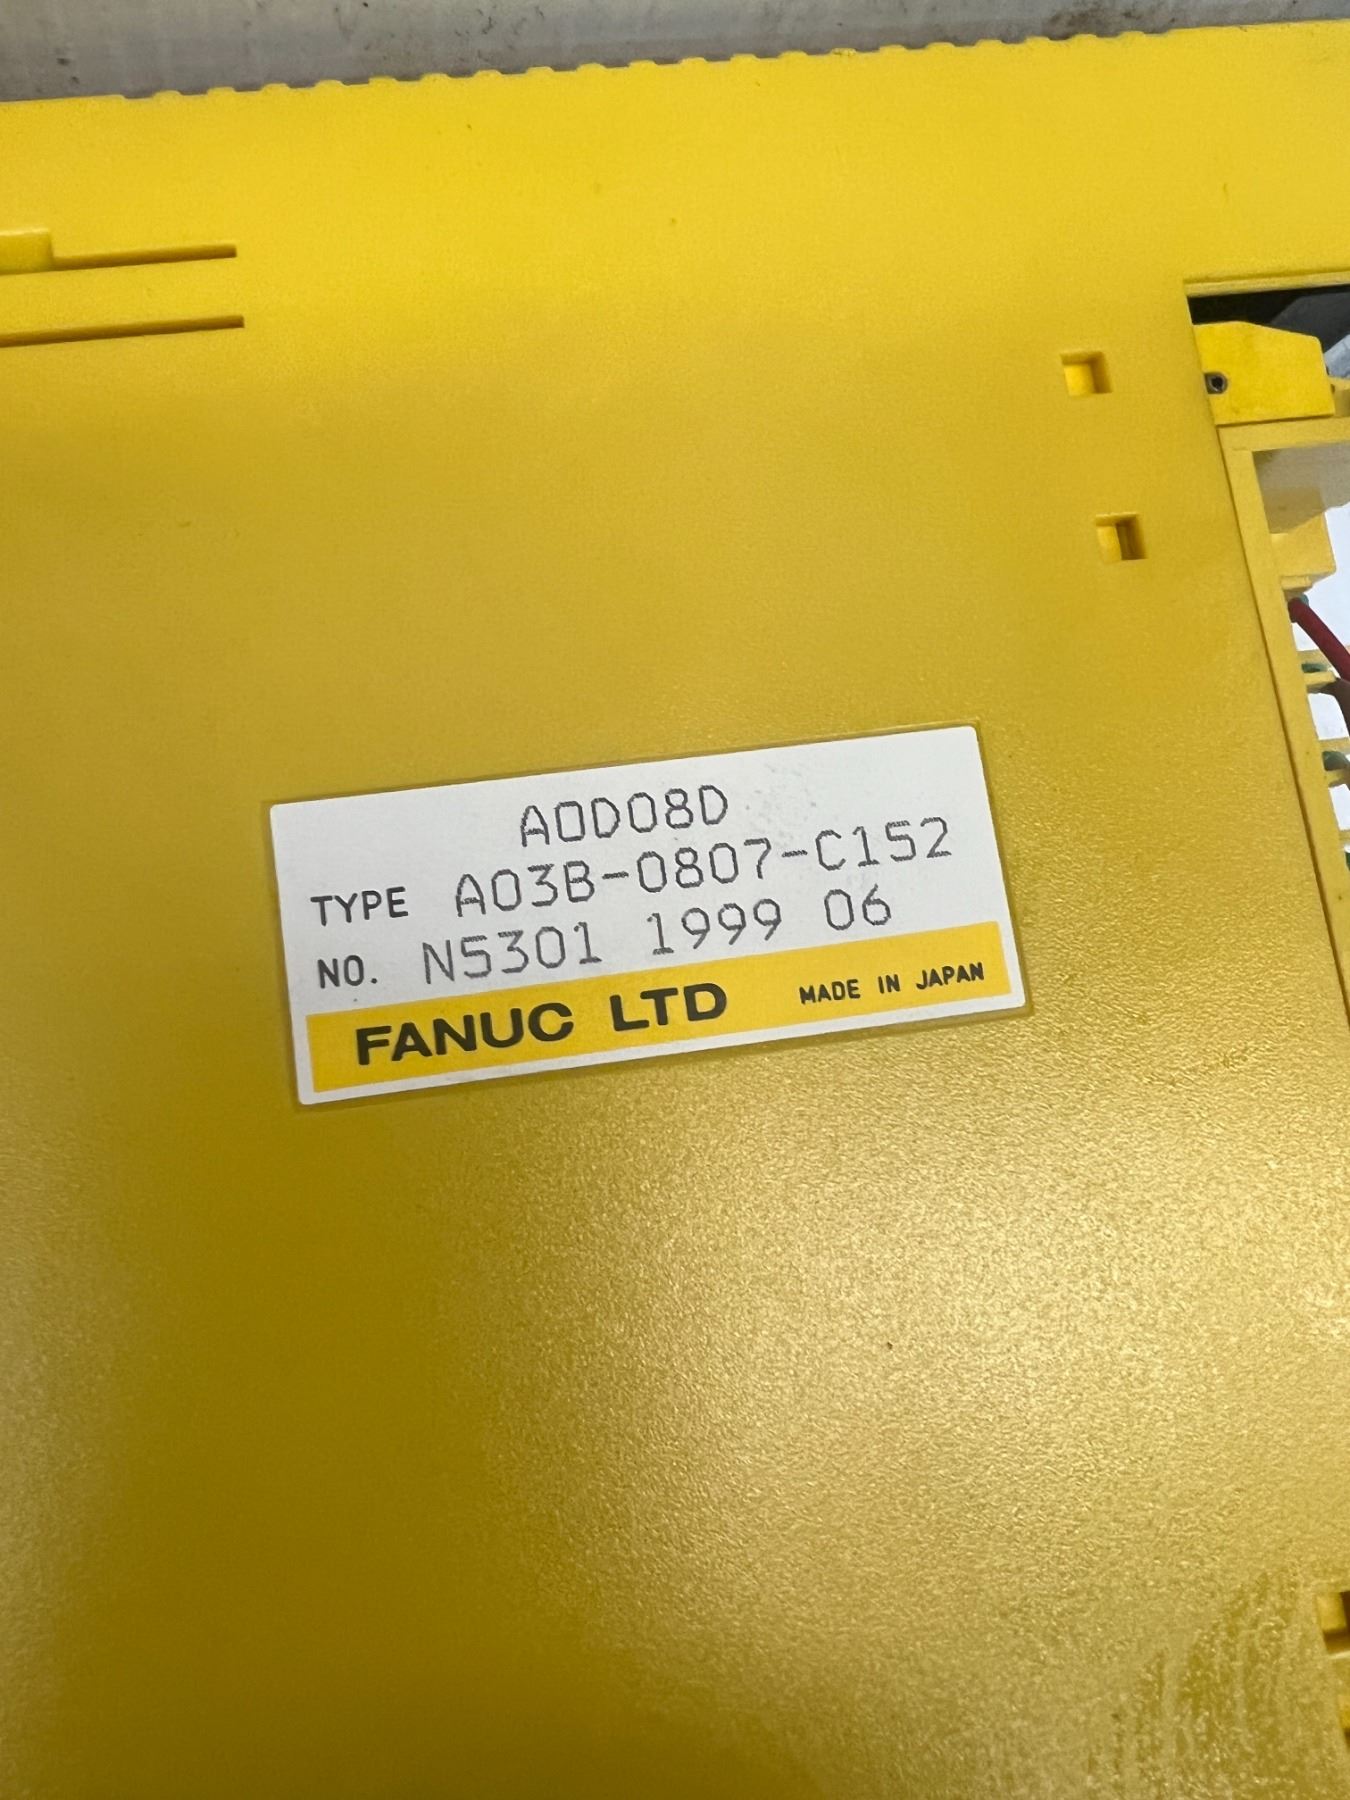 AOD08D
TYPE A03B-0807-C152
NO. N5301 1999 06
FANUC LTD MADE IN JAPAN